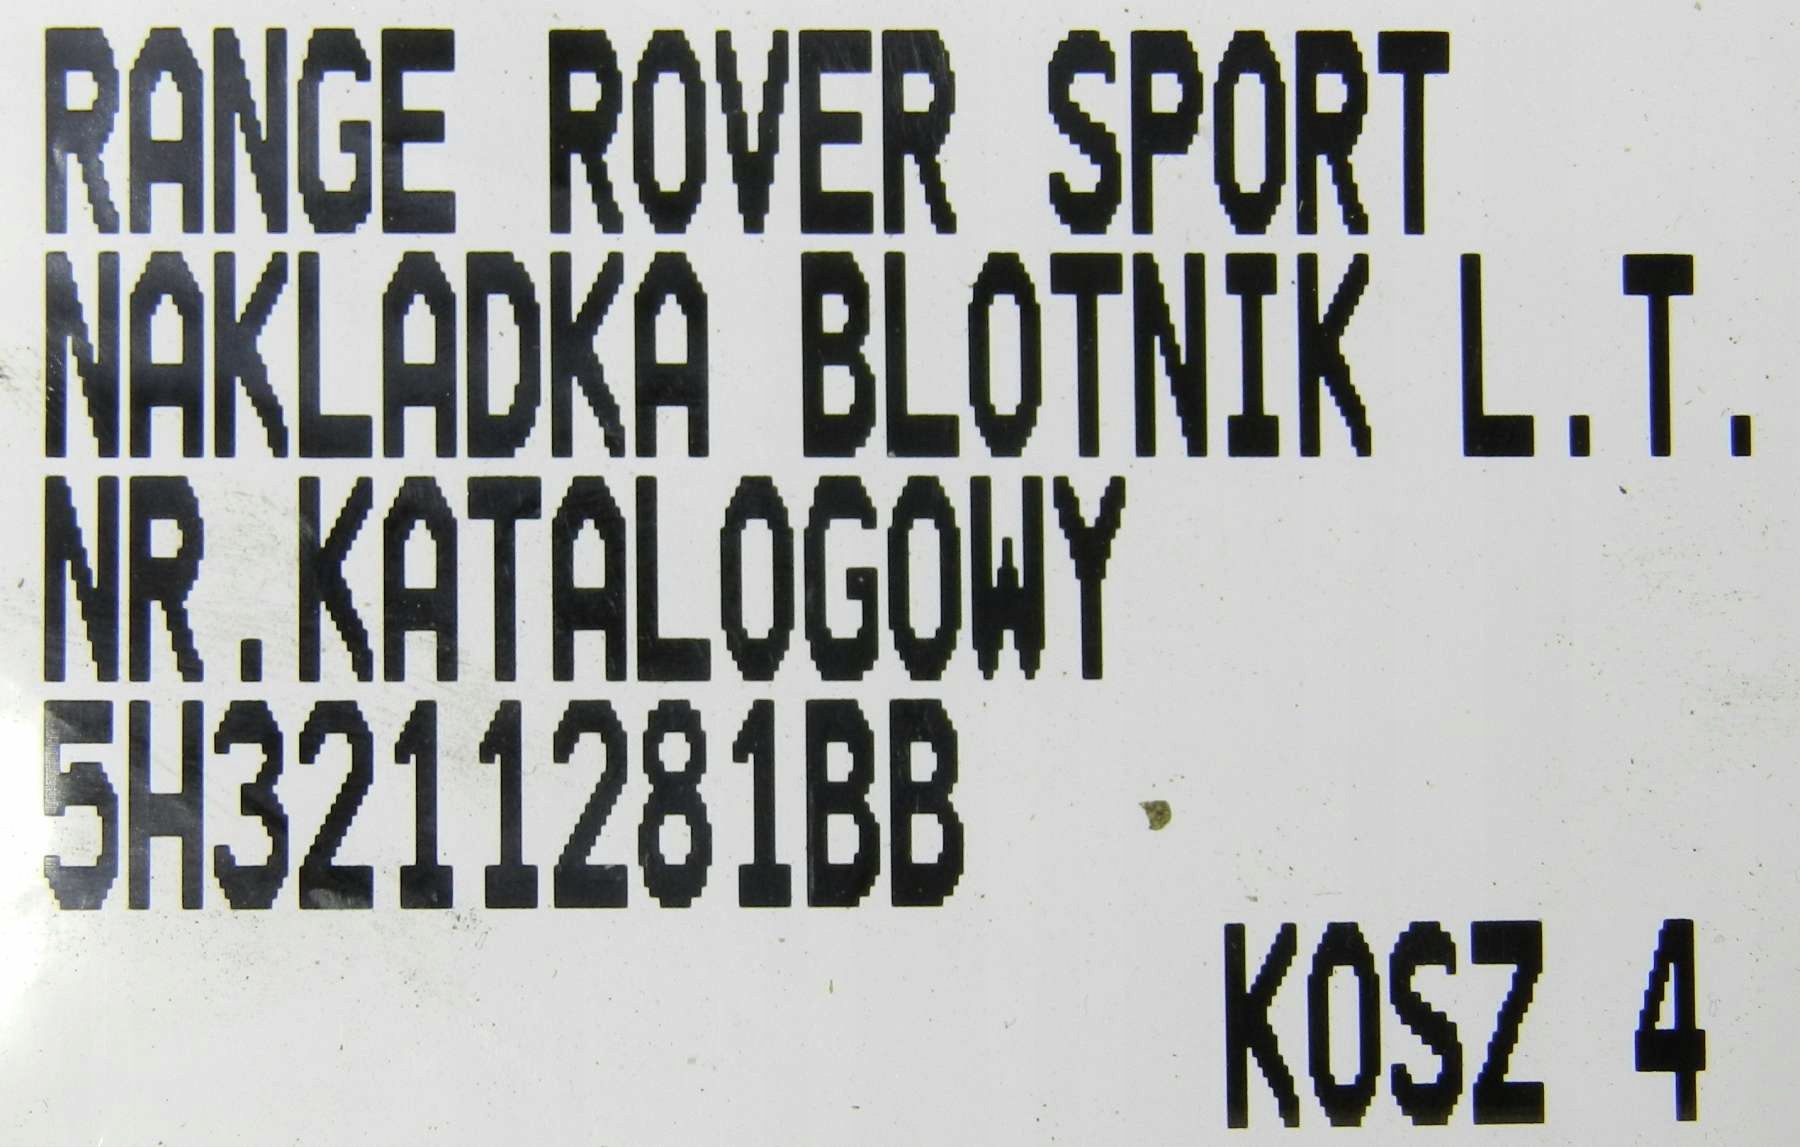 RANGE ROVER SPORT
NAKLADKA BLOTNIK L.T.
NR.KATALOGOWY
5H3211281BB
KOSZ 4